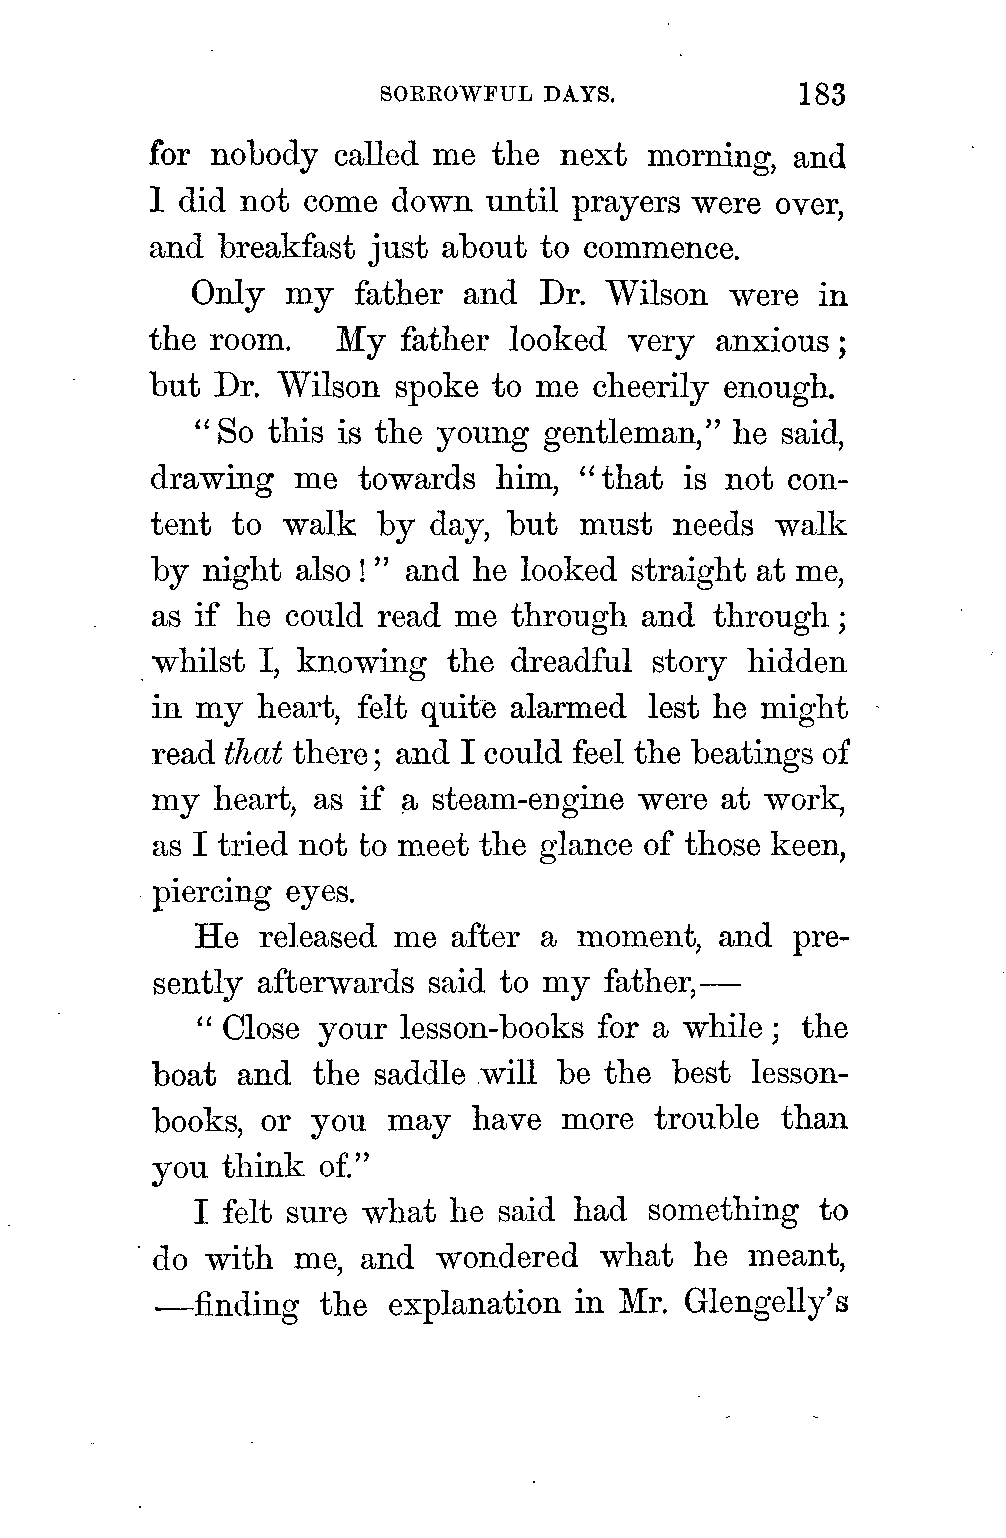 SORROWFUL DAYS. 183
for nobody called me the next morning, and
I did not come down until prayers were over,
and breakfast just about to commence.
Only my father and Dr. Wilson were in
the room. My father looked very anxious;
but Dr. Wilson spoke to me cheerily enough.
"So this is the young gentleman," he said,
drawing me towards him, "that is not con-
tent to walk by day, but must needs walk
by night also!" and he looked straight at me,
as if he could read me through and through;
whilst I, knowing the dreadful story hidden
in my heart, felt quite alarmed lest he might
read that there; and I could feel the beatings of
my heart, as if a steam-engine were at work,
as I tried not to meet the glance of those keen,
piercing eyes.
He released me after a moment, and pre-
sently afterwards said to my father,—
"Close your lesson-books for a while; the
boat and the saddle will be the best lesson-
books, or you may have more trouble than
you think of."
I felt sure what he said had something to
do with me, and wondered what he meant,
—finding the explanation in Mr. Glengelly's